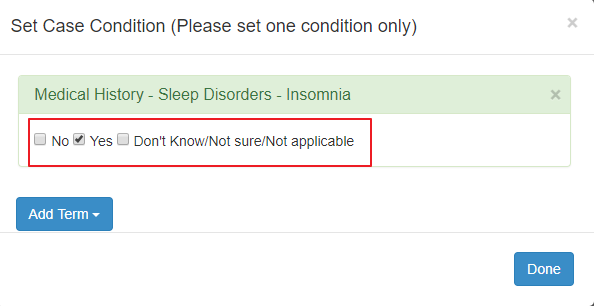 Set Case Condition (Please set one condition only)
×
Medical History - Sleep Disorders - Insomnia
×
No Yes Don't Know/Not sure/Not applicable
Add Term
Done